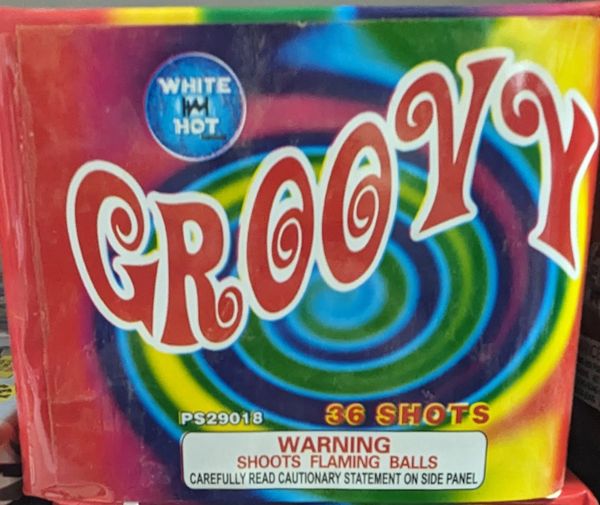 WHITE
HOT
GROOVY
PS29018 36 SHOTS
WARNING
SHOOTS FLAMING BALLS
CAREFULLY READ CAUTIONARY STATEMENT ON SIDE PANEL